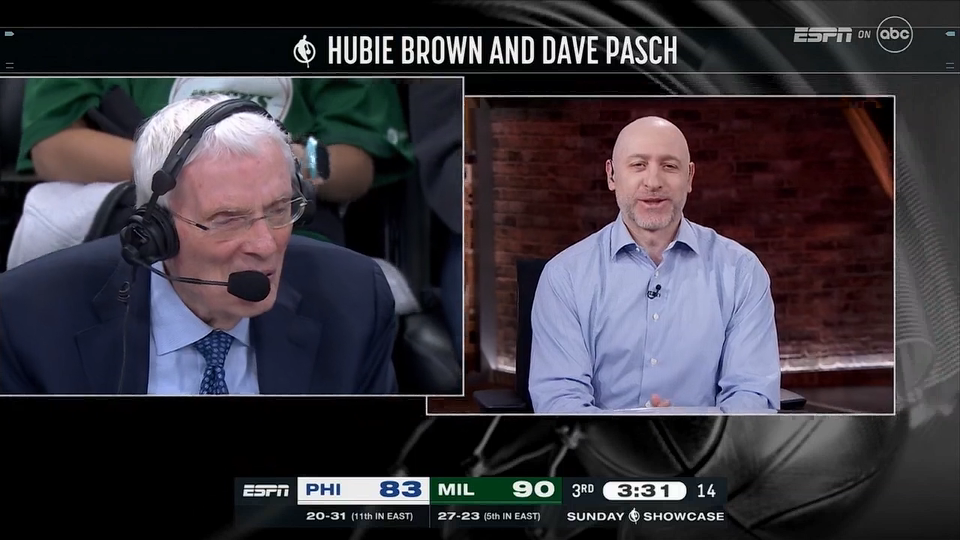 ESPN ON abc
HUBIE BROWN AND DAVE PASCH
ESPN PHI 83 MIL 90 3RD 3:31 14
20-31 (11TH IN EAST) 27-23 (5TH IN EAST) SUNDAY SHOWCASE